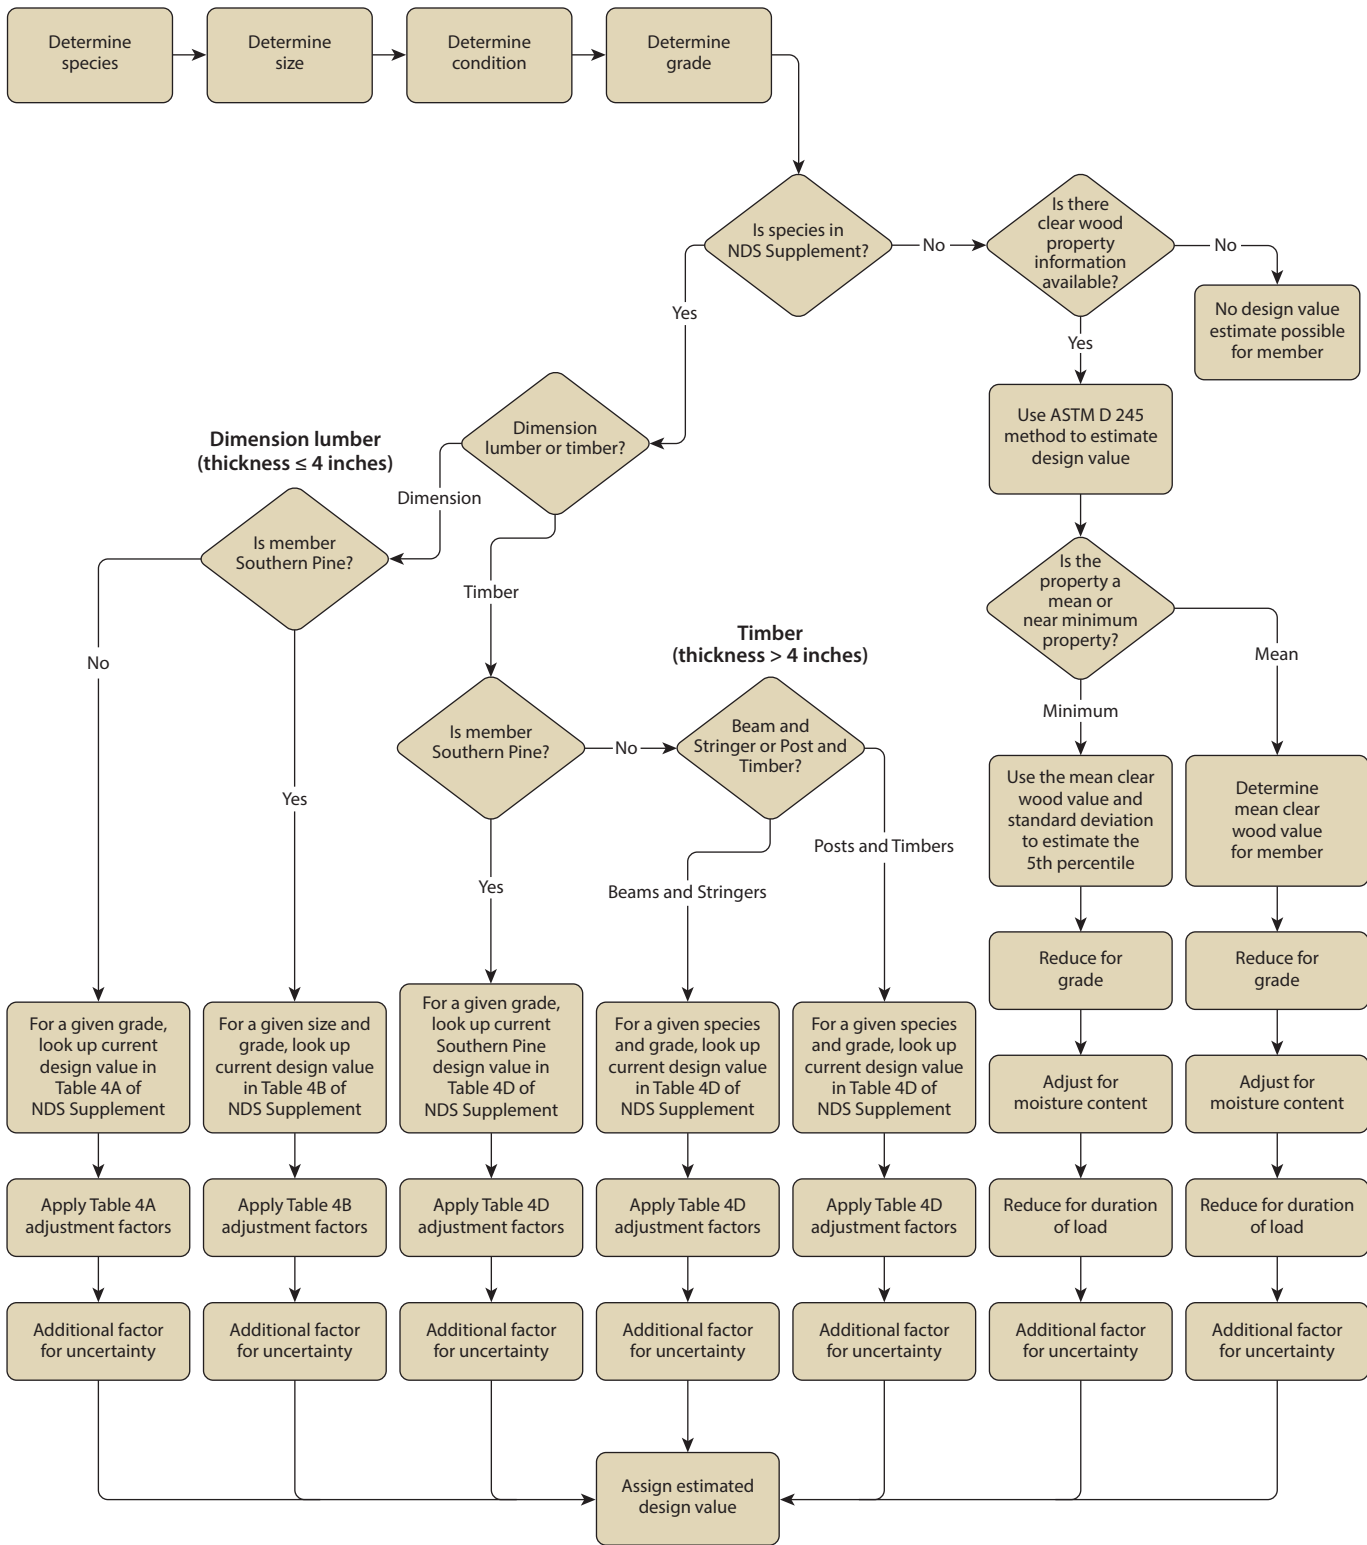 Determine
species
Determine
size
Determine
condition
Determine
grade
Is species in
NDS Supplement?
No
Is there
clear wood
property
information
available?
No
No design value
estimate possible
for member
Yes
Yes
Use ASTM D 245
method to estimate
design value
Dimension
lumber or timber?
Dimension lumber
(thickness ≤ 4 inches)
Dimension
Is member
Southern Pine?
Timber
Is the
property a
mean or
near minimum
property?
Mean
Minimum
No
Yes
Timber
(thickness > 4 inches)
Is member
Southern Pine?
No
Beam and
Stringer or Post and
Timber?
Yes
Beams and Stringers
Posts and Timbers
Use the mean clear
wood value and
standard deviation
to estimate the
5th percentile
Determine
mean clear
wood value
for member
Reduce for
grade
Reduce for
grade
For a given grade,
look up current
design value in
Table 4A of
NDS Supplement
For a given size and
grade, look up
current design value
in Table 4B of
NDS Supplement
For a given grade,
look up current
Southern Pine
design value in
Table 4D of
NDS Supplement
For a given species
and grade, look up
current design value
in Table 4D of
NDS Supplement
For a given species
and grade, look up
current design value
in Table 4D of
NDS Supplement
Adjust for
moisture content
Adjust for
moisture content
Apply Table 4A
adjustment factors
Apply Table 4B
adjustment factors
Apply Table 4D
adjustment factors
Apply Table 4D
adjustment factors
Apply Table 4D
adjustment factors
Reduce for duration
of load
Reduce for duration
of load
Additional factor
for uncertainty
Additional factor
for uncertainty
Additional factor
for uncertainty
Additional factor
for uncertainty
Additional factor
for uncertainty
Additional factor
for uncertainty
Additional factor
for uncertainty
Assign estimated
design value